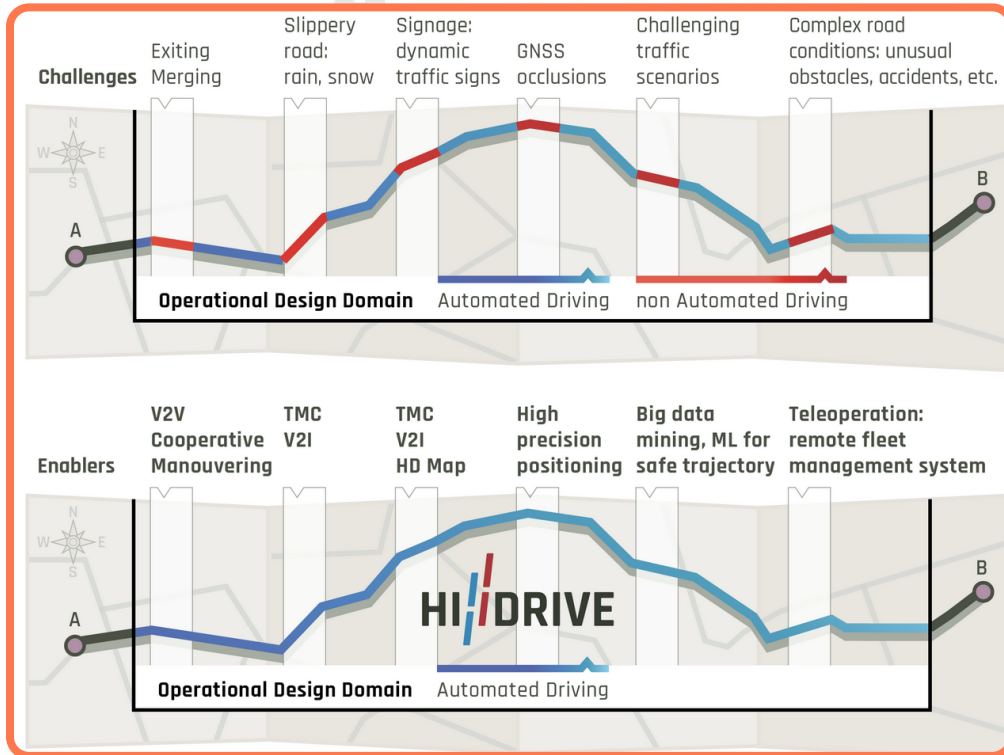 Challenges
Exiting
Merging
Slippery
road:
rain, snow
Signage:
dynamic
traffic signs
GNSS
occlusions
Challenging
traffic
scenarios
Complex road
conditions: unusual
obstacles, accidents, etc.
N
W E
S
A
B
Operational Design Domain
Automated Driving
non Automated Driving
Enablers
V2V
Cooperative
Manouvering
TMC
V2I
TMC
V2I
HD Map
High
precision
positioning
Big data
mining, ML for
safe trajectory
Teleoperation:
remote fleet
management system
N
W E
S
A
B
HI DRIVE
Operational Design Domain
Automated Driving